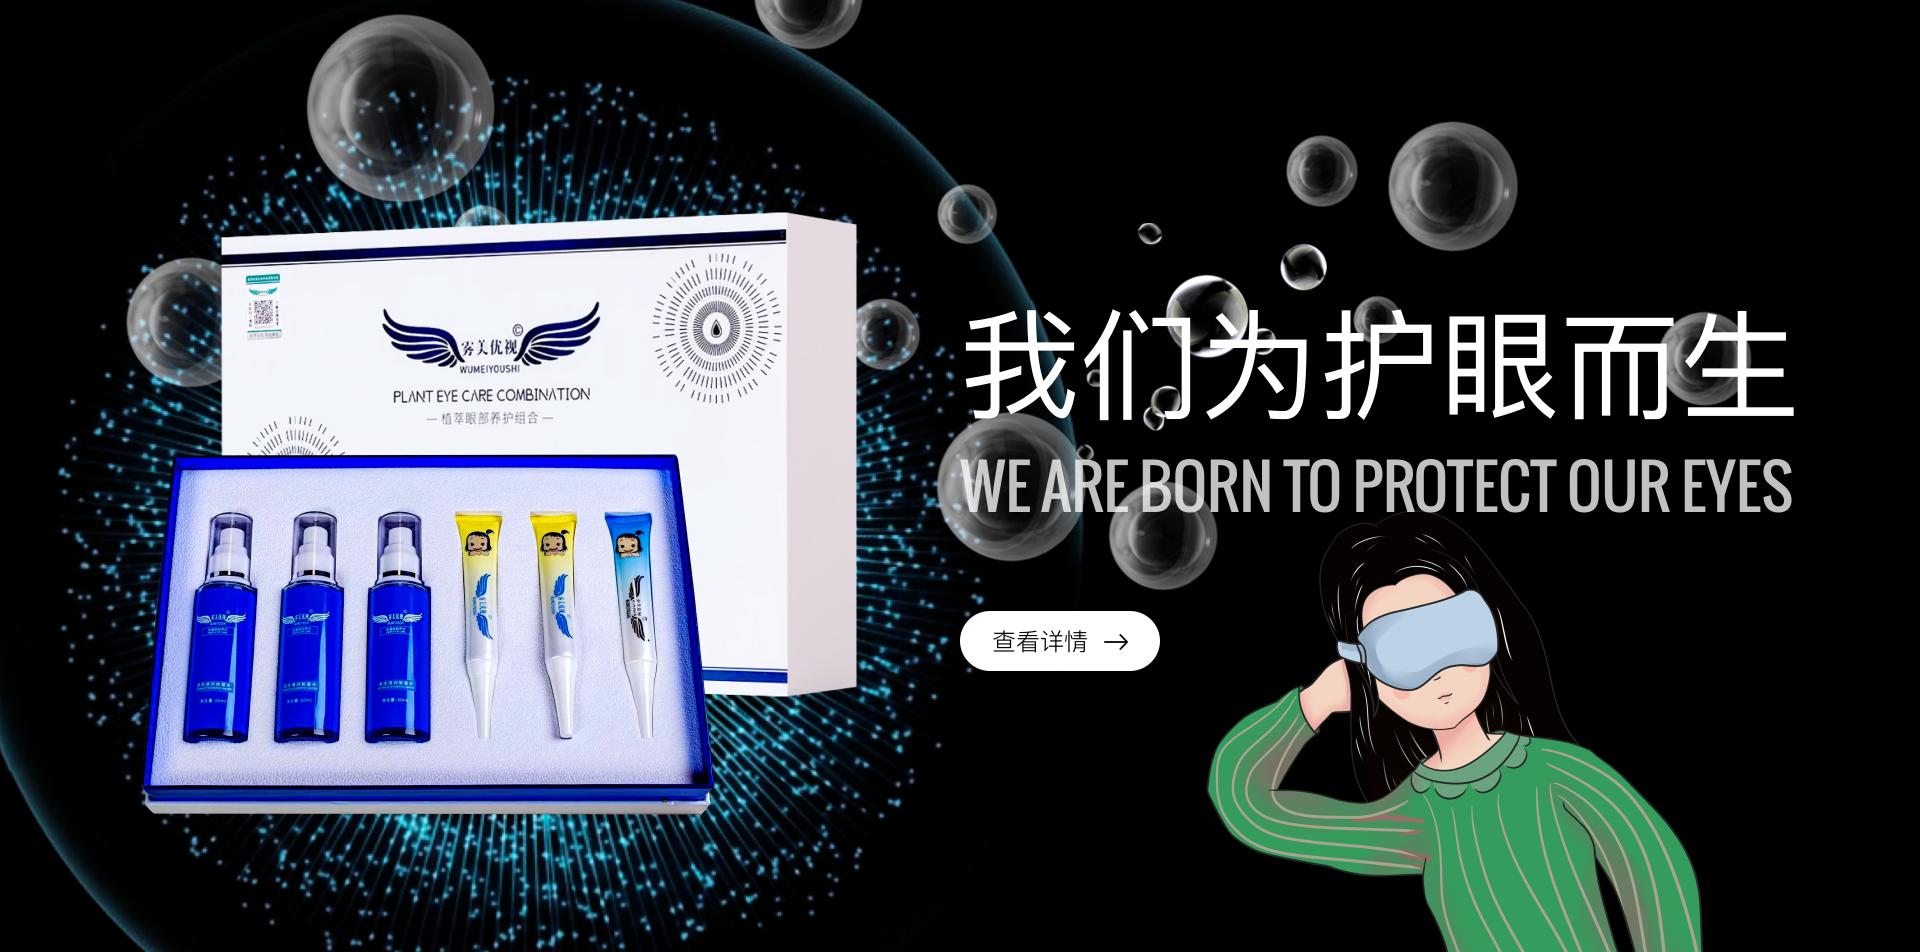 雾美优视
©
WUMEIYOUSHI
PLANT EYE CARE COMBINATION
— 植萃眼部养护组合 —
我们为护眼而生
WE ARE BORN TO PROTECT OUR EYES
查看详情 →